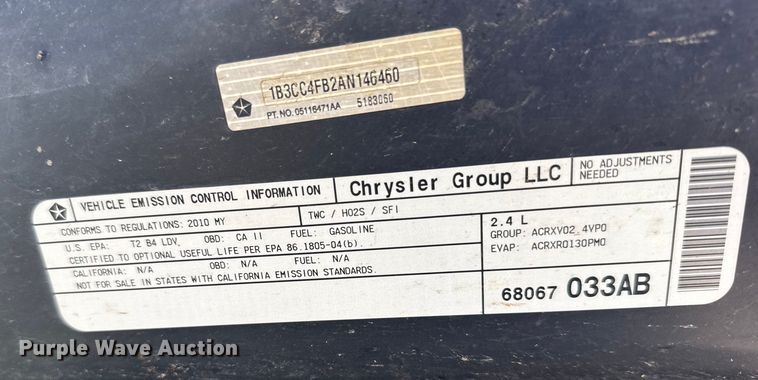 1B3CC4FB2AN146460
PT.NO. 05116471AA 5183060
VEHICLE EMISSION CONTROL INFORMATION Chrysler Group LLC NO ADJUSTMENTS NEEDED
CONFORMS TO REGULATIONS: 2010 MY TWC / HO2S / SFI
U.S. EPA: T2 B4 LDV, OBD: CA II FUEL: GASOLINE
CERTIFIED TO OPTIONAL USEFUL LIFE PER EPA 86.1805-04(b).
CALIFORNIA: N/A OBD: N/A FUEL: N/A
NOT FOR SALE IN STATES WITH CALIFORNIA EMISSION STANDARDS.
2.4 L
GROUP: ACRXV02.4VP0
EVAP: ACRXR0130PM0
68067 033AB
Purple Wave Auction